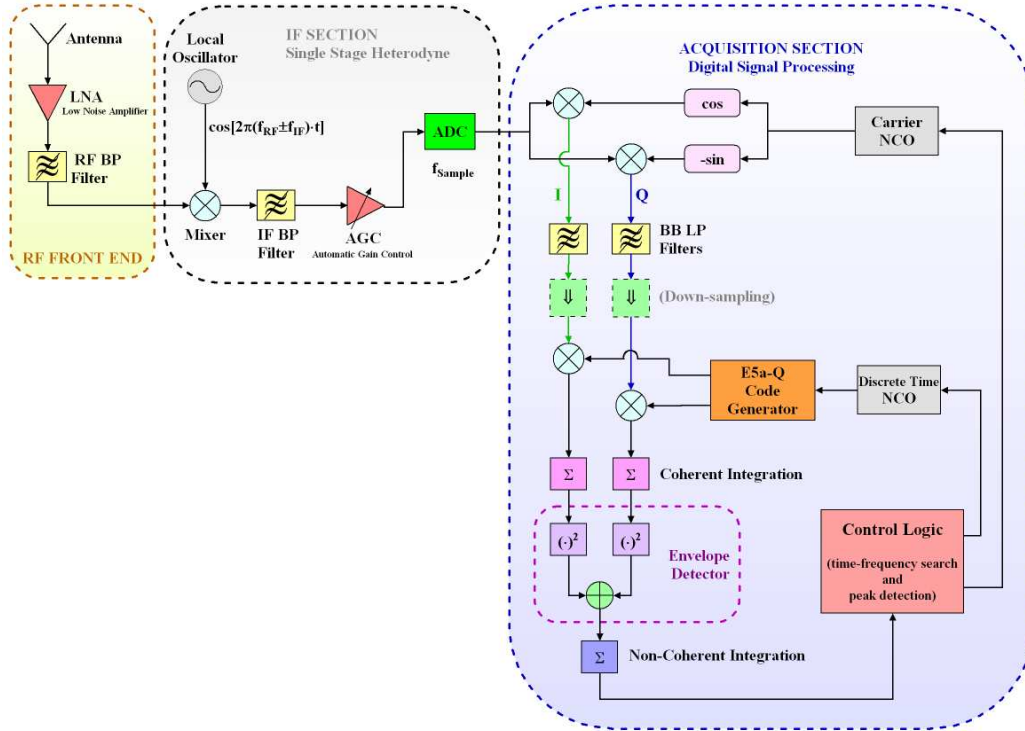 Antenna
LNA
Low Noise Amplifier
RF BP
Filter
RF FRONT END
IF SECTION
Single Stage Heterodyne
Local
Oscillator
cos[2π(fRF±fIF)·t]
Mixer
IF BP
Filter
AGC
Automatic Gain Control
ADC
fSample
ACQUISITION SECTION
Digital Signal Processing
cos
-sin
Carrier
NCO
I
Q
BB LP
Filters
⇓
⇓
(Down-sampling)
E5a-Q
Code
Generator
Discrete Time
NCO
Σ
Σ
Coherent Integration
(·)²
(·)²
Envelope
Detector
Control Logic
(time-frequency search
and
peak detection)
Σ
Non-Coherent Integration